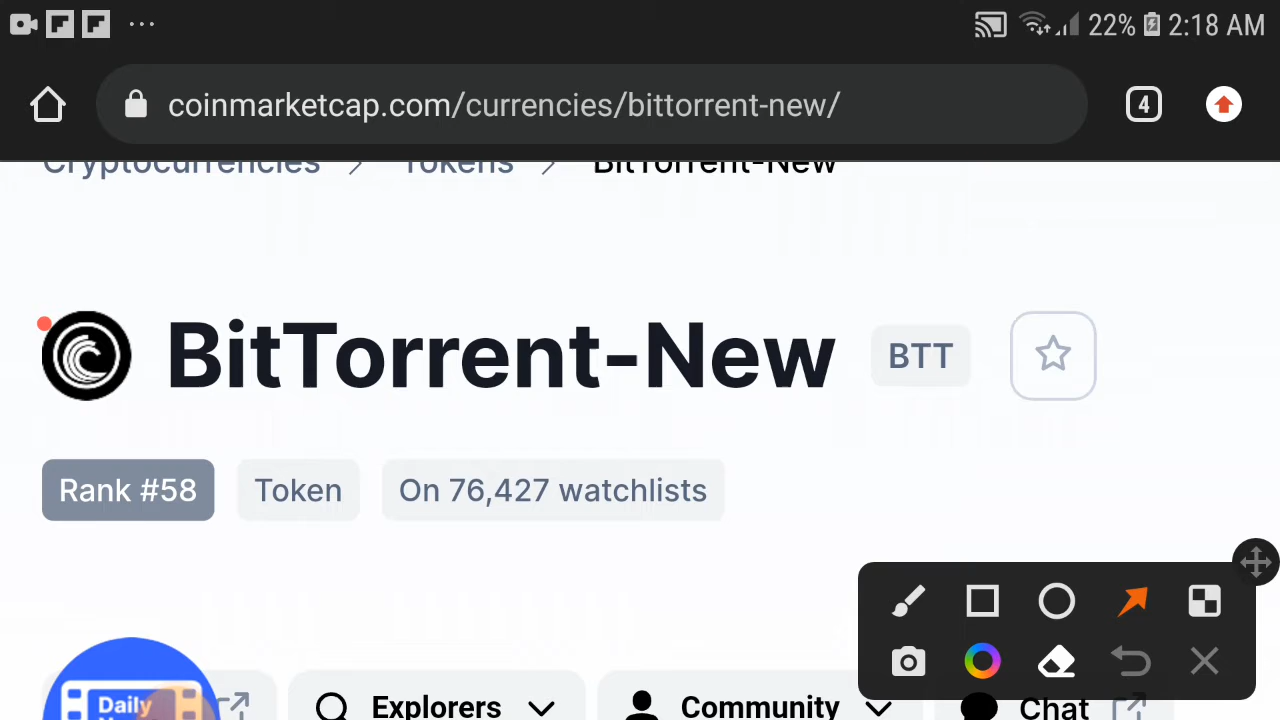 22% 2:18 AM
coinmarketcap.com/currencies/bittorrent-new/ 4
Cryptocurrencies > Tokens > BitTorrent-New
BitTorrent-New BTT
Rank #58 Token On 76,427 watchlists
Daily
Explorers Community Chat